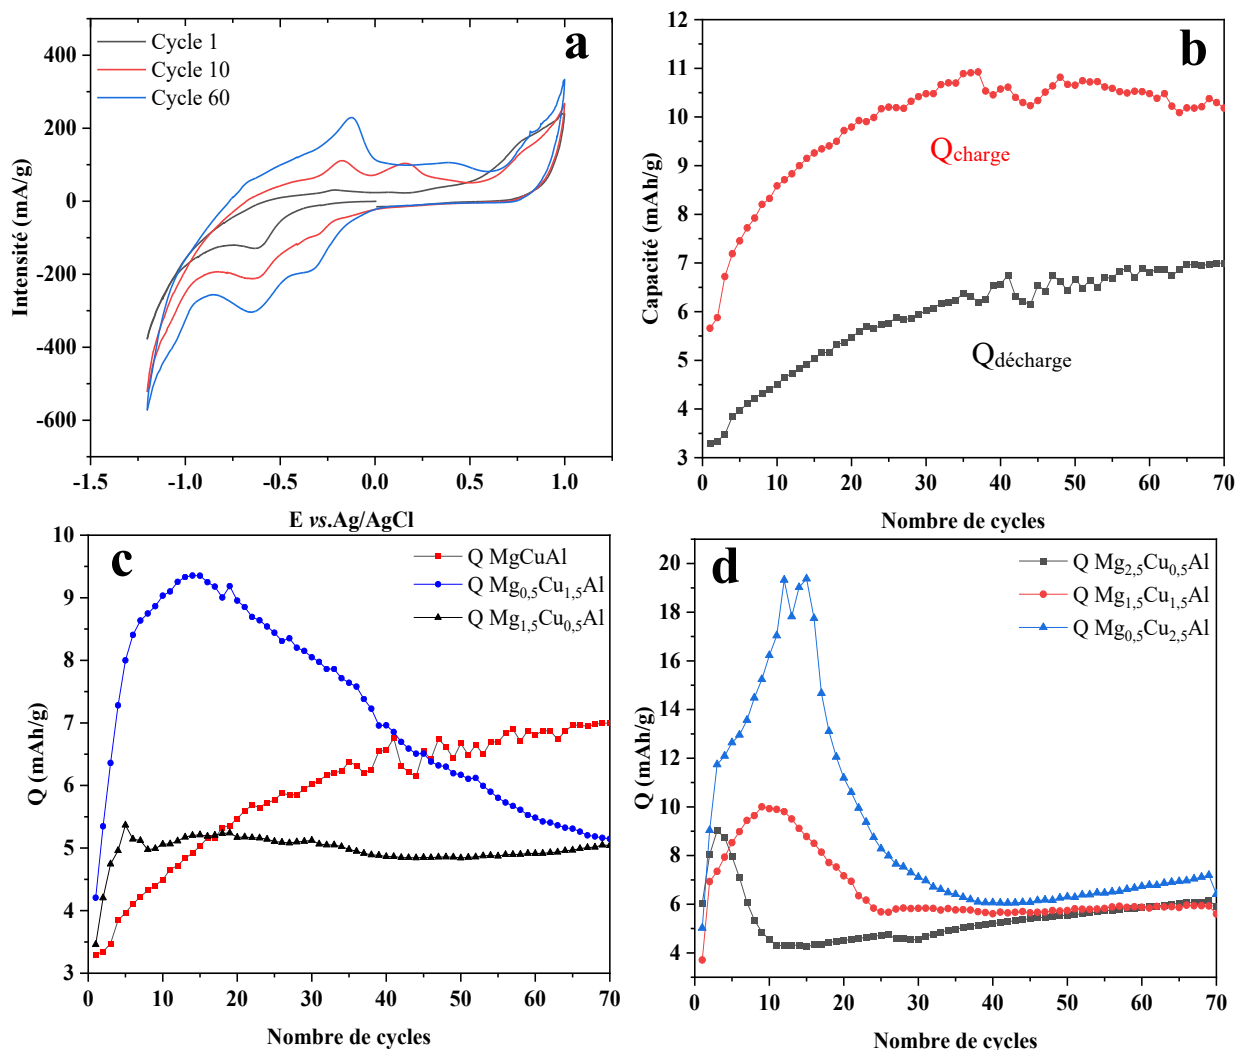 a
Cycle 1
Cycle 10
Cycle 60
400
200
0
-200
-400
-600
Intensité (mA/g)
-1.5
-1.0
-0.5
0.0
0.5
1.0
E vs.Ag/AgCl
b
12
11
10
9
8
7
6
5
4
3
Capacité (mAh/g)
Qcharge
Qdécharge
0
10
20
30
40
50
60
70
Nombre de cycles
c
Q MgCuAl
Q Mg0,5Cu1,5Al
Q Mg1,5Cu0,5Al
10
9
8
7
6
5
4
3
Q (mAh/g)
0
10
20
30
40
50
60
70
Nombre de cycles
d
Q Mg2,5Cu0,5Al
Q Mg1,5Cu1,5Al
Q Mg0,5Cu2,5Al
20
18
16
14
12
10
8
6
4
Q (mAh/g)
0
10
20
30
40
50
60
70
Nombre de cycles